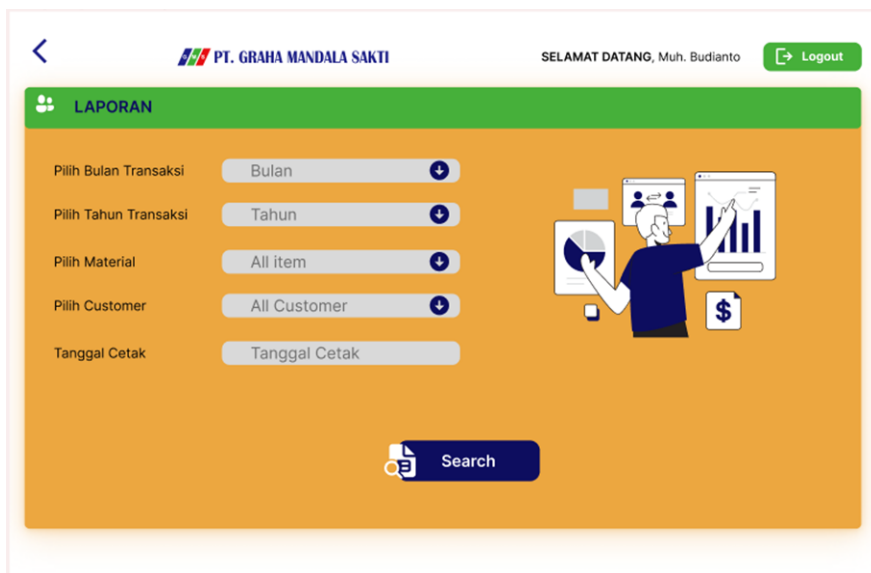 PT. GRAHA MANDALA SAKTI
SELAMAT DATANG, Muh. Budianto
Logout
LAPORAN
Pilih Bulan Transaksi
Bulan
Pilih Tahun Transaksi
Tahun
Pilih Material
All item
Pilih Customer
All Customer
Tanggal Cetak
Tanggal Cetak
$
Search